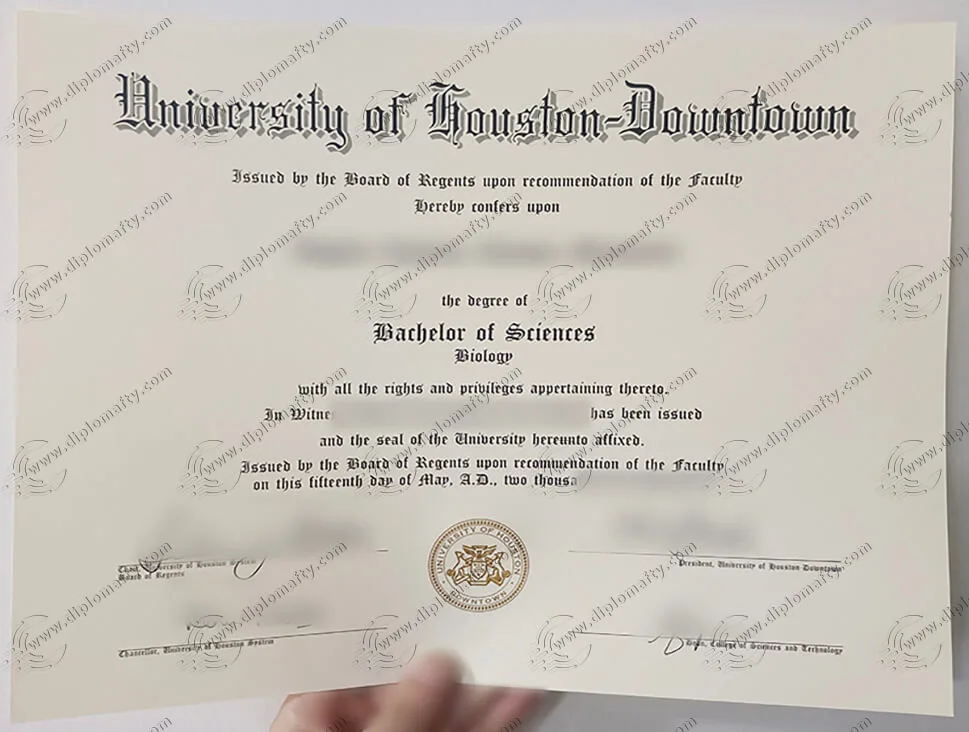 University of Houston-Downtown
Issued by the Board of Regents upon recommendation of the Faculty
Hereby confers upon
the degree of
Bachelor of Sciences
Biology
with all the rights and privileges appertaining thereto.
In Witne has been issued
and the seal of the University hereunto affixed.
Issued by the Board of Regents upon recommendation of the Faculty
on this fifteenth day of May, A.D., two thousa
UNIVERSITY OF HOUSTON
DOWNTOWN
University of Houston System
Board of Regents
President, University of Houston-Downtown
Chancellor, University of Houston System
Dean, College of Sciences and Technology
www.diplomafty.com